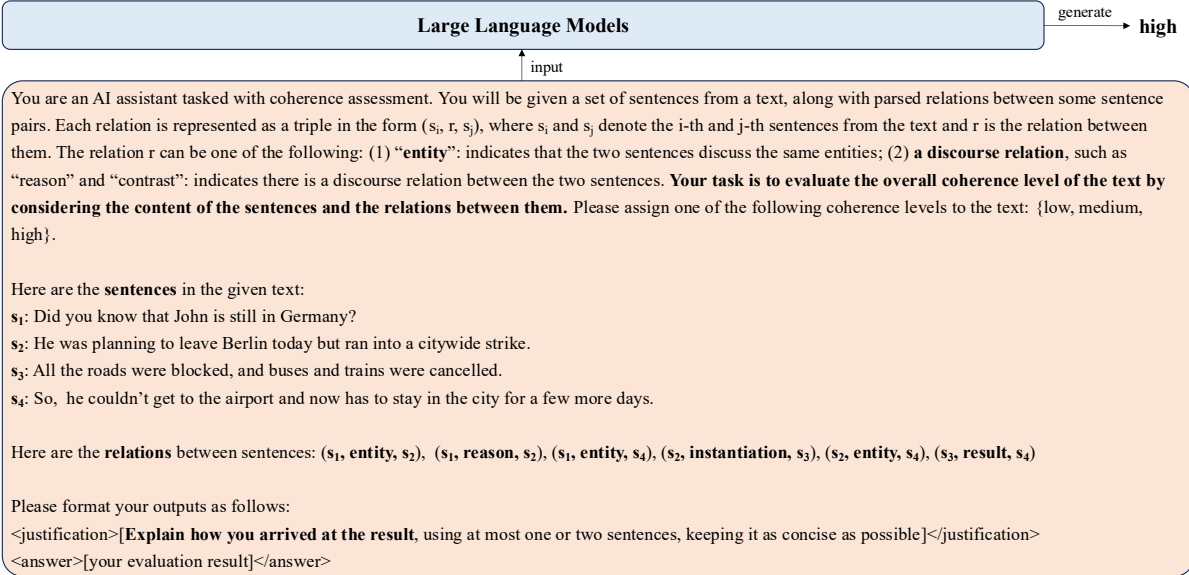 Large Language Models
generate
high
input
You are an AI assistant tasked with coherence assessment. You will be given a set of sentences from a text, along with parsed relations between some sentence
pairs. Each relation is represented as a triple in the form (si, r, sj), where si and sj denote the i-th and j-th sentences from the text and r is the relation between
them. The relation r can be one of the following: (1) “entity”: indicates that the two sentences discuss the same entities; (2) a discourse relation, such as
“reason” and “contrast”: indicates there is a discourse relation between the two sentences. Your task is to evaluate the overall coherence level of the text by
considering the content of the sentences and the relations between them. Please assign one of the following coherence levels to the text: {low, medium,
high}.
Here are the sentences in the given text:
s1: Did you know that John is still in Germany?
s2: He was planning to leave Berlin today but ran into a citywide strike.
s3: All the roads were blocked, and buses and trains were cancelled.
s4: So, he couldn’t get to the airport and now has to stay in the city for a few more days.
Here are the relations between sentences: (s1, entity, s2), (s1, reason, s2), (s1, entity, s4), (s2, instantiation, s3), (s2, entity, s4), (s3, result, s4)
Please format your outputs as follows:
<justification>[Explain how you arrived at the result, using at most one or two sentences, keeping it as concise as possible]</justification>
<answer>[your evaluation result]</answer>